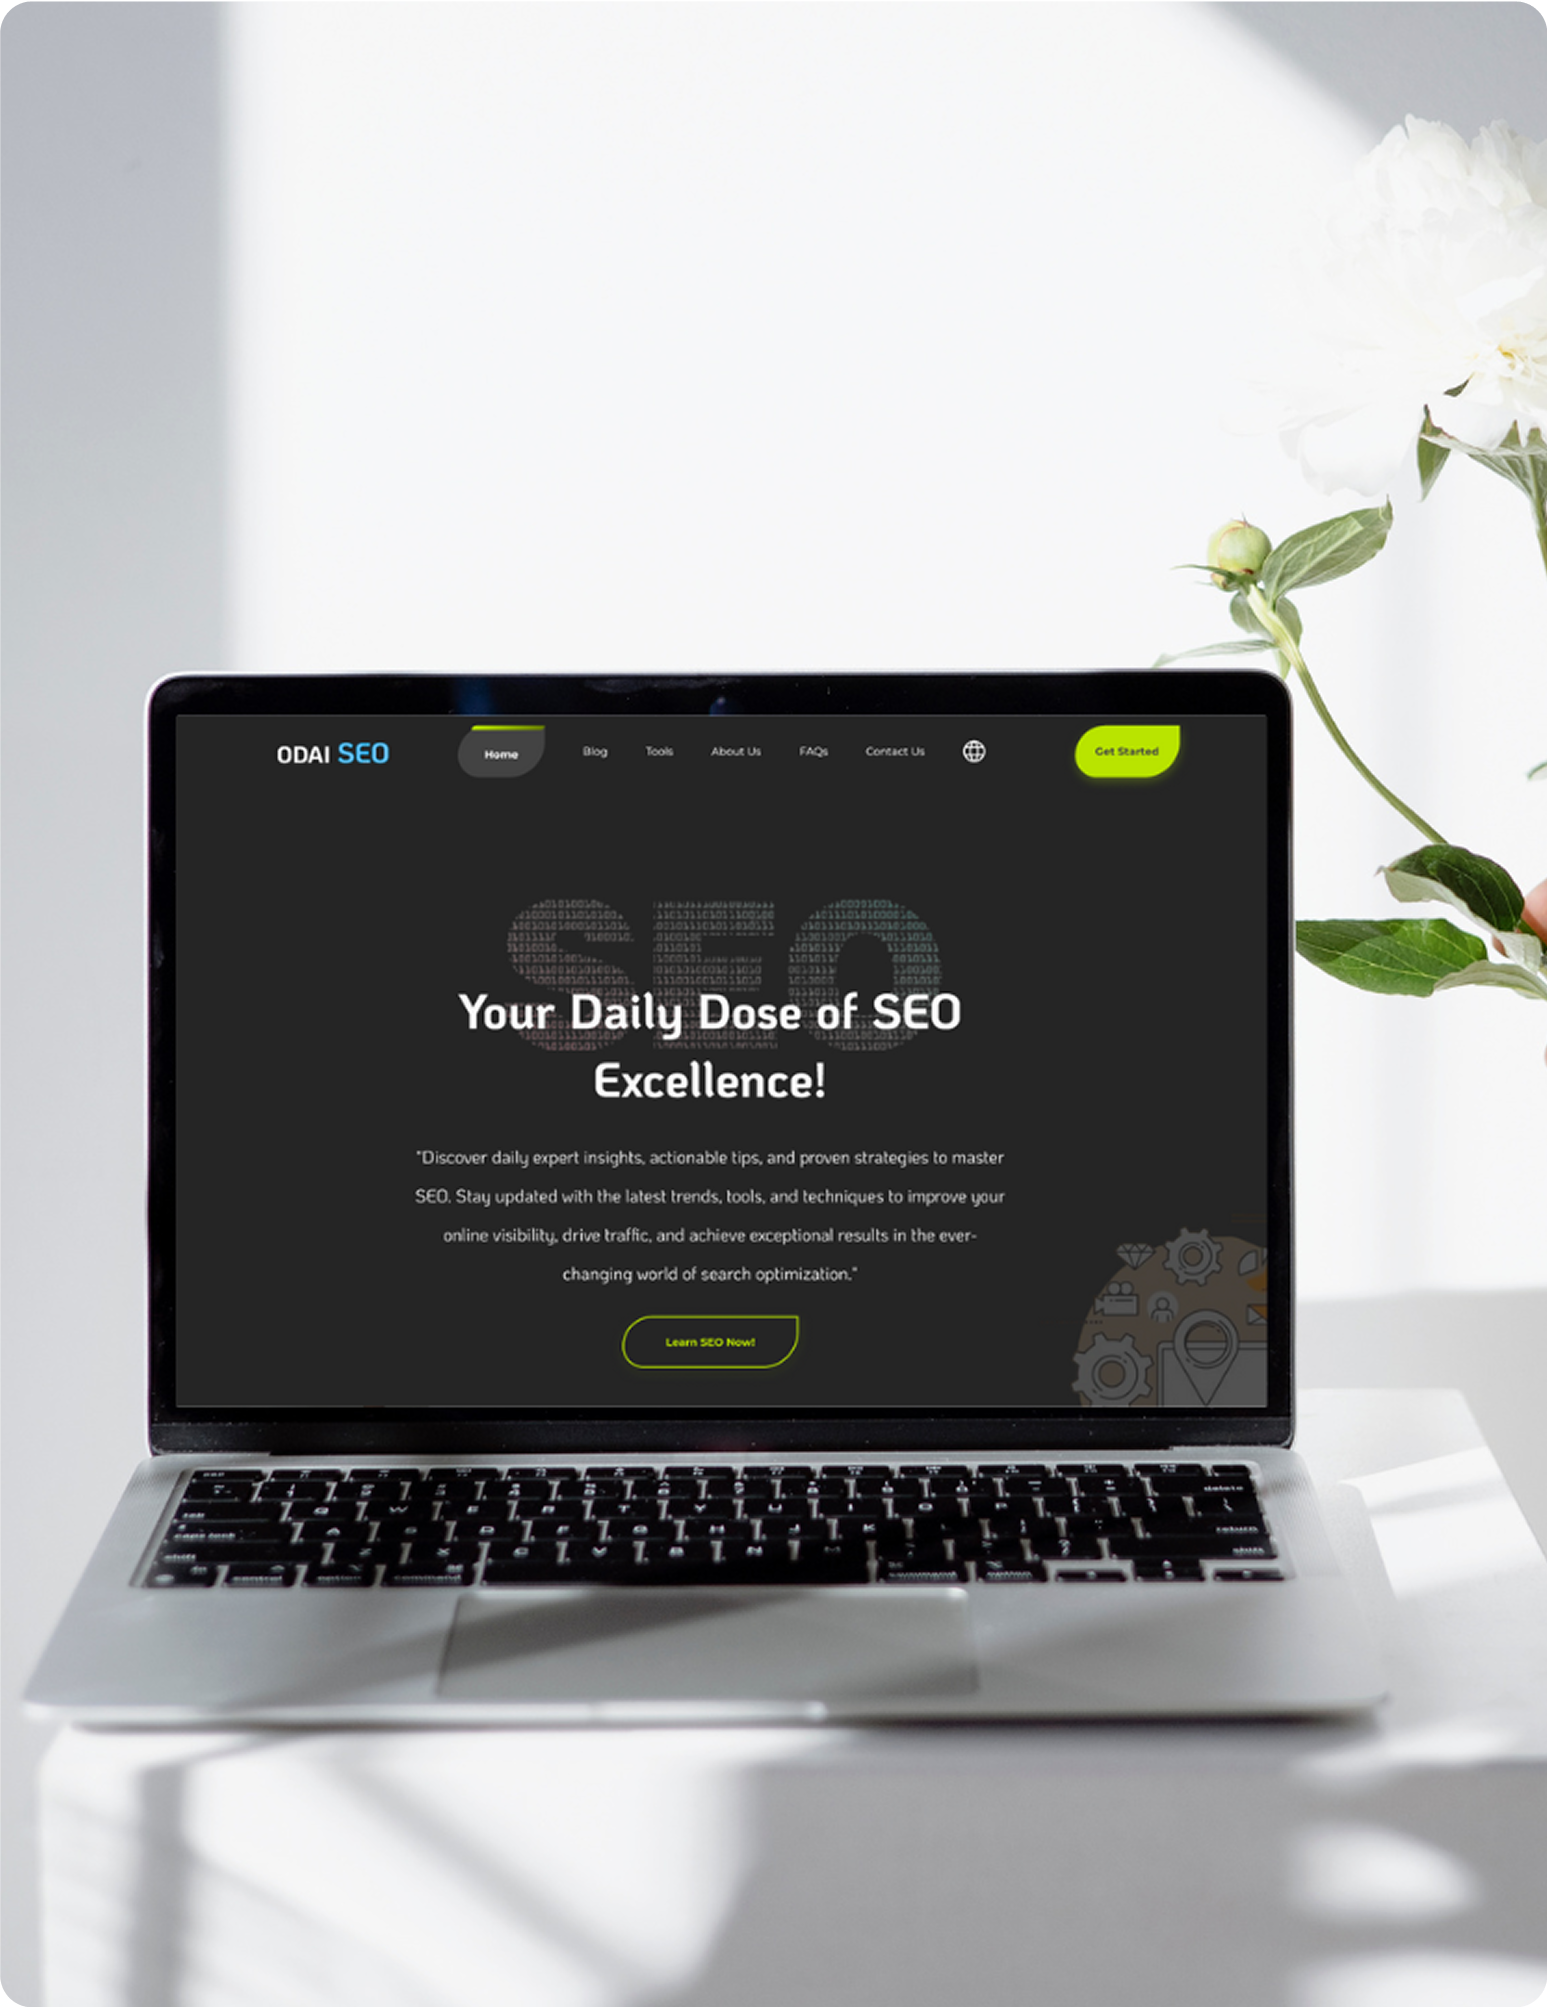 ODAI SEO
Home
Blog
Tools
About Us
FAQs
Contact Us
Get Started
SEO
Your Daily Dose of SEO
Excellence!
"Discover daily expert insights, actionable tips, and proven strategies to master
SEO. Stay updated with the latest trends, tools, and techniques to improve your
online visibility, drive traffic, and achieve exceptional results in the ever-
changing world of search optimization."
Learn SEO Now!